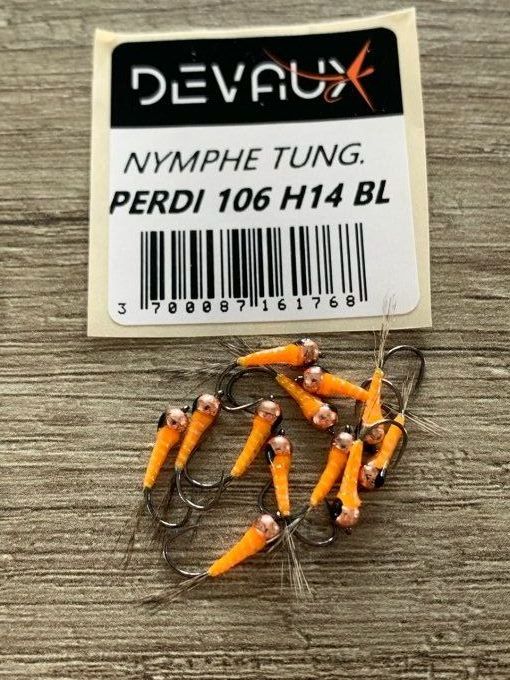 DEVAUX
NYMPHE TUNG.
PERDI 106 H14 BL
3 700087 161768